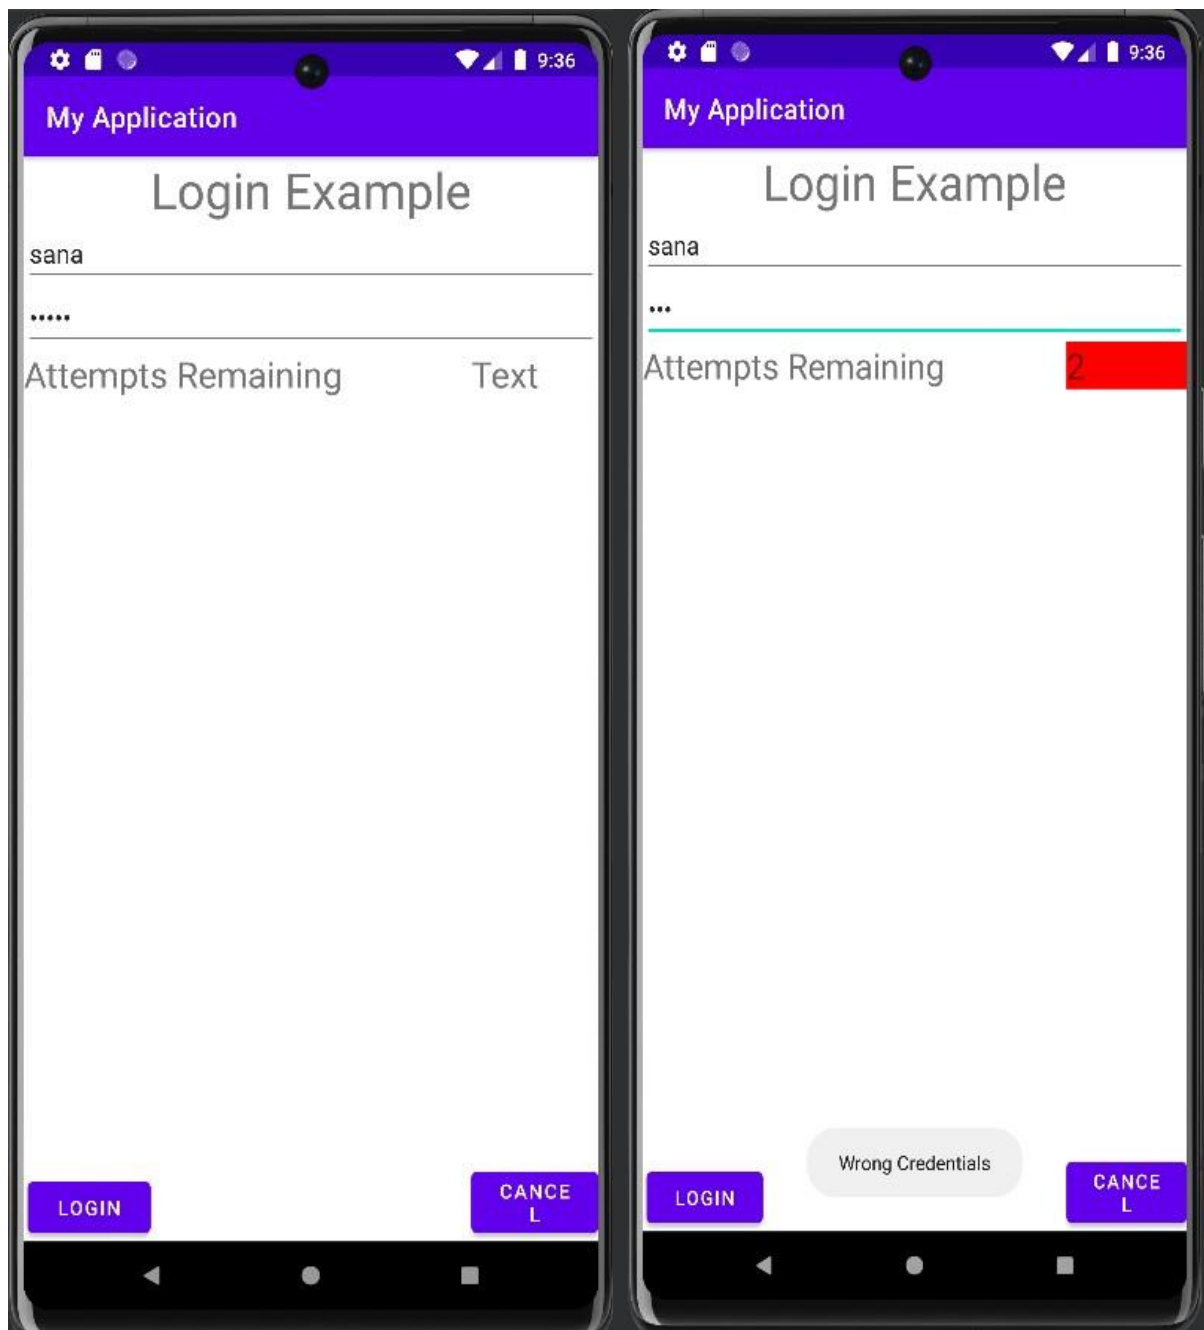 9:36
My Application
Login Example
sana
•••••
Attempts Remaining Text
LOGIN
CANCE
L
9:36
My Application
Login Example
sana
•••
Attempts Remaining 2
Wrong Credentials
LOGIN
CANCE
L